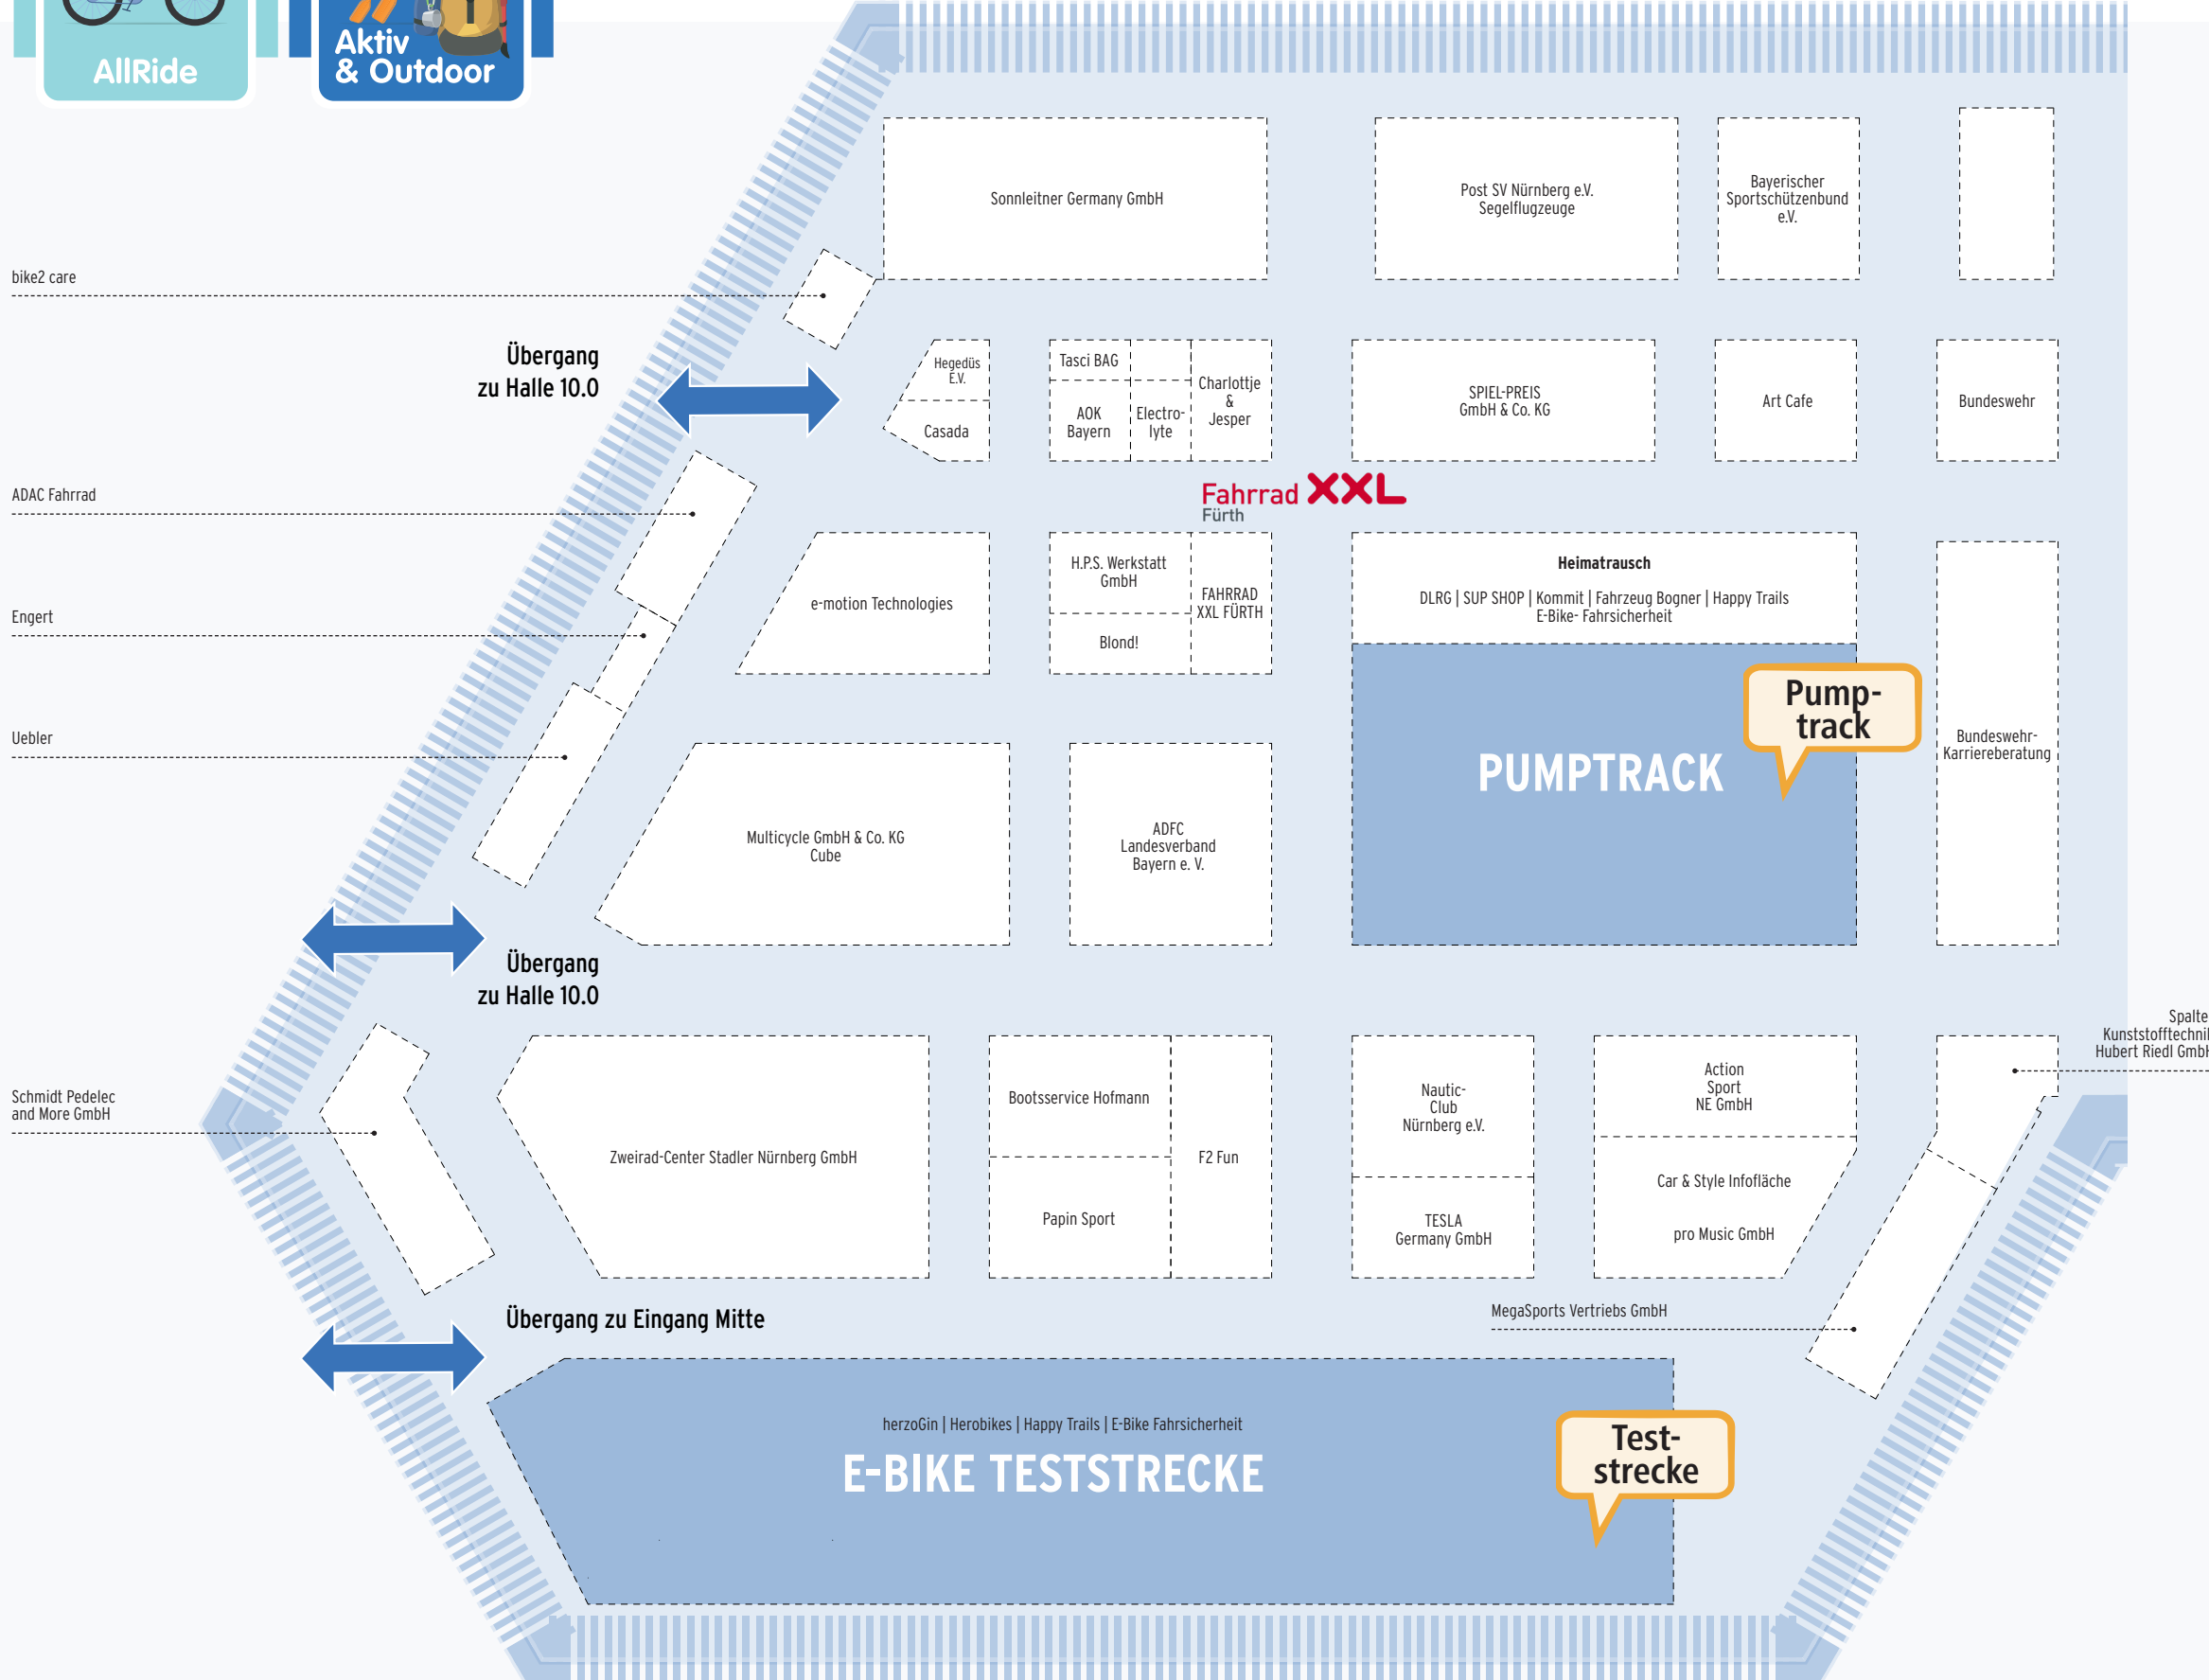 AllRide
Aktiv
& Outdoor
Sonnleitner Germany GmbH
Post SV Nürnberg e.V.
Segelflugzeuge
Bayerischer
Sportschützenbund
e.V.
bike2 care
Übergang
zu Halle 10.0
Hegedüs
E.V.
Casada
Tasci BAG
AOK
Bayern
Electro-
lyte
Charlottje
&
Jesper
SPIEL-PREIS
GmbH & Co. KG
Art Cafe
Bundeswehr
ADAC Fahrrad
Fahrrad XXL
Fürth
Engert
e-motion Technologies
H.P.S. Werkstatt
GmbH
Blond!
FAHRRAD
XXL FÜRTH
Heimatrausch
DLRG | SUP SHOP | Kommit | Fahrzeug Bogner | Happy Trails
E-Bike- Fahrsicherheit
Pump-
track
PUMPTRACK
Bundeswehr-
Karriereberatung
Uebler
Multicycle GmbH & Co. KG
Cube
ADFC
Landesverband
Bayern e. V.
Übergang
zu Halle 10.0
Spalte
Kunststofftechni
Hubert Riedl Gmb
Schmidt Pedelec
and More GmbH
Zweirad-Center Stadler Nürnberg GmbH
Bootsservice Hofmann
Papin Sport
F2 Fun
Nautic-
Club
Nürnberg e.V.
TESLA
Germany GmbH
Action
Sport
NE GmbH
Car & Style Infofläche
pro Music GmbH
MegaSports Vertriebs GmbH
Übergang zu Eingang Mitte
herzoGin | Herobikes | Happy Trails | E-Bike Fahrsicherheit
E-BIKE TESTSTRECKE
Test-
strecke